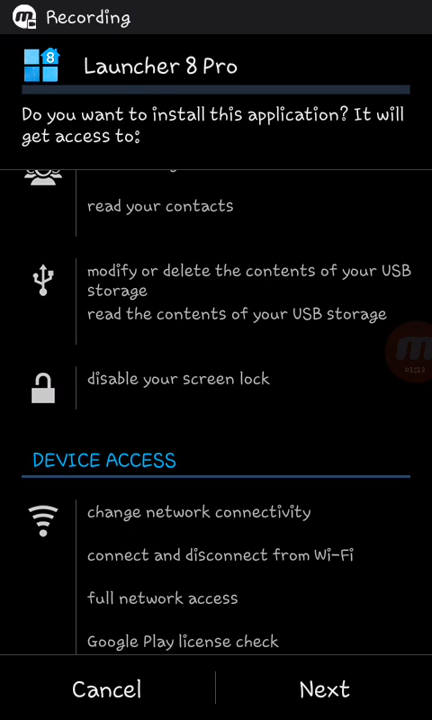 Recording
8
Launcher 8 Pro
Do you want to install this application? It will
get access to:
read your contacts
modify or delete the contents of your USB
storage
read the contents of your USB storage
disable your screen lock
01:23
DEVICE ACCESS
change network connectivity
connect and disconnect from Wi-Fi
full network access
Google Play license check
Cancel
Next